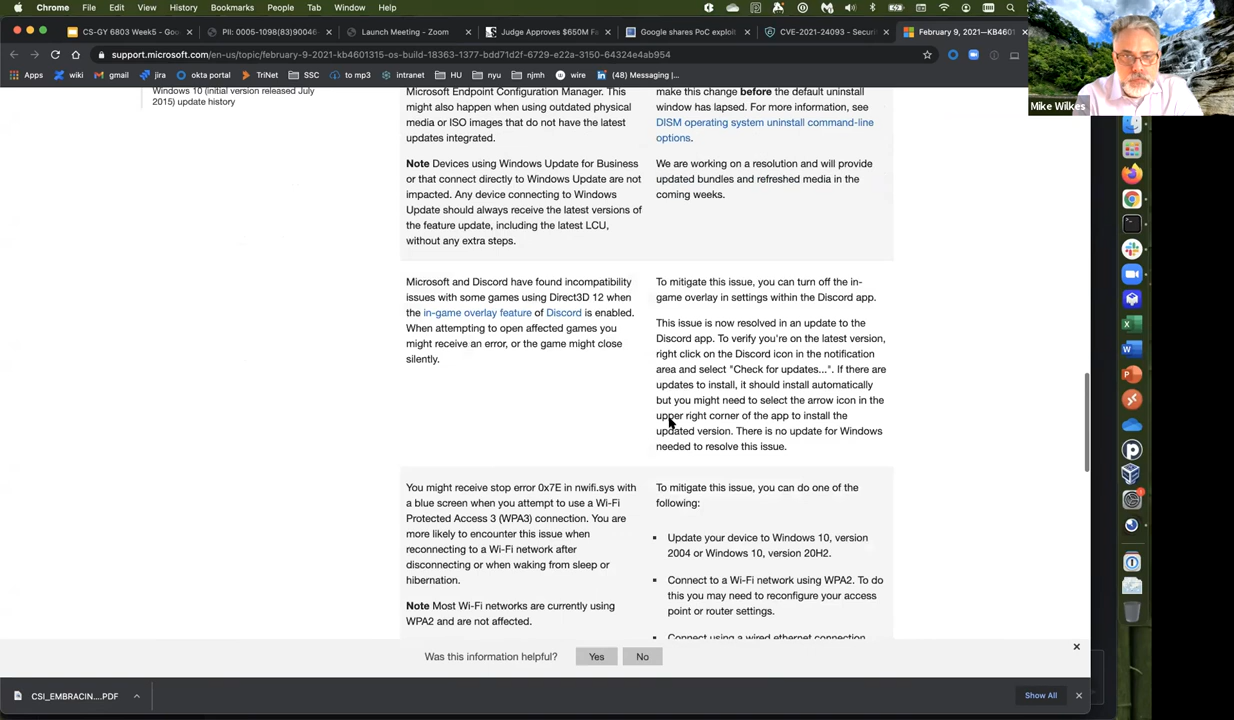 Chrome File Edit View History Bookmarks People Tab Window Help
CS-GY 6803 Week5 - Goo
PII: 0005-1098(83)90046-
Launch Meeting - Zoom
Judge Approves $650M Fa
Google shares PoC exploit
CVE-2021-24093 - Securi
February 9, 2021—KB4601
support.microsoft.com/en-us/topic/february-9-2021-kb4601315-os-build-18363-1377-bdd71d2f-6729-e22a-3150-64324e4ab954
Apps wiki gmail jira okta portal TriNet SSC to mp3 intranet HU nyu njmh wire (48) Messaging |...
Mike Wilkes
Windows 10 (initial version released July
2015) update history
Microsoft Endpoint Configuration Manager. This
might also happen when using outdated physical
media or ISO images that do not have the latest
updates integrated.
Note Devices using Windows Update for Business
or that connect directly to Windows Update are not
impacted. Any device connecting to Windows
Update should always receive the latest versions of
the feature update, including the latest LCU,
without any extra steps.
make this change before the default uninstall
window has lapsed. For more information, see
DISM operating system uninstall command-line
options.
We are working on a resolution and will provide
updated bundles and refreshed media in the
coming weeks.
Microsoft and Discord have found incompatibility
issues with some games using Direct3D 12 when
the in-game overlay feature of Discord is enabled.
When attempting to open affected games you
might receive an error, or the game might close
silently.
To mitigate this issue, you can turn off the in-
game overlay in settings within the Discord app.
This issue is now resolved in an update to the
Discord app. To verify you're on the latest version,
right click on the Discord icon in the notification
area and select "Check for updates...". If there are
updates to install, it should install automatically
but you might need to select the arrow icon in the
upper right corner of the app to install the
updated version. There is no update for Windows
needed to resolve this issue.
You might receive stop error 0x7E in nwifi.sys with
a blue screen when you attempt to use a Wi-Fi
Protected Access 3 (WPA3) connection. You are
more likely to encounter this issue when
reconnecting to a Wi-Fi network after
disconnecting or when waking from sleep or
hibernation.
Note Most Wi-Fi networks are currently using
WPA2 and are not affected.
To mitigate this issue, you can do one of the
following:
Update your device to Windows 10, version
2004 or Windows 10, version 20H2.
Connect to a Wi-Fi network using WPA2. To do
this you may need to reconfigure your access
point or router settings.
Connect using a wired ethernet connection
Was this information helpful? Yes No
CSI_EMBRACIN....PDF
Show All